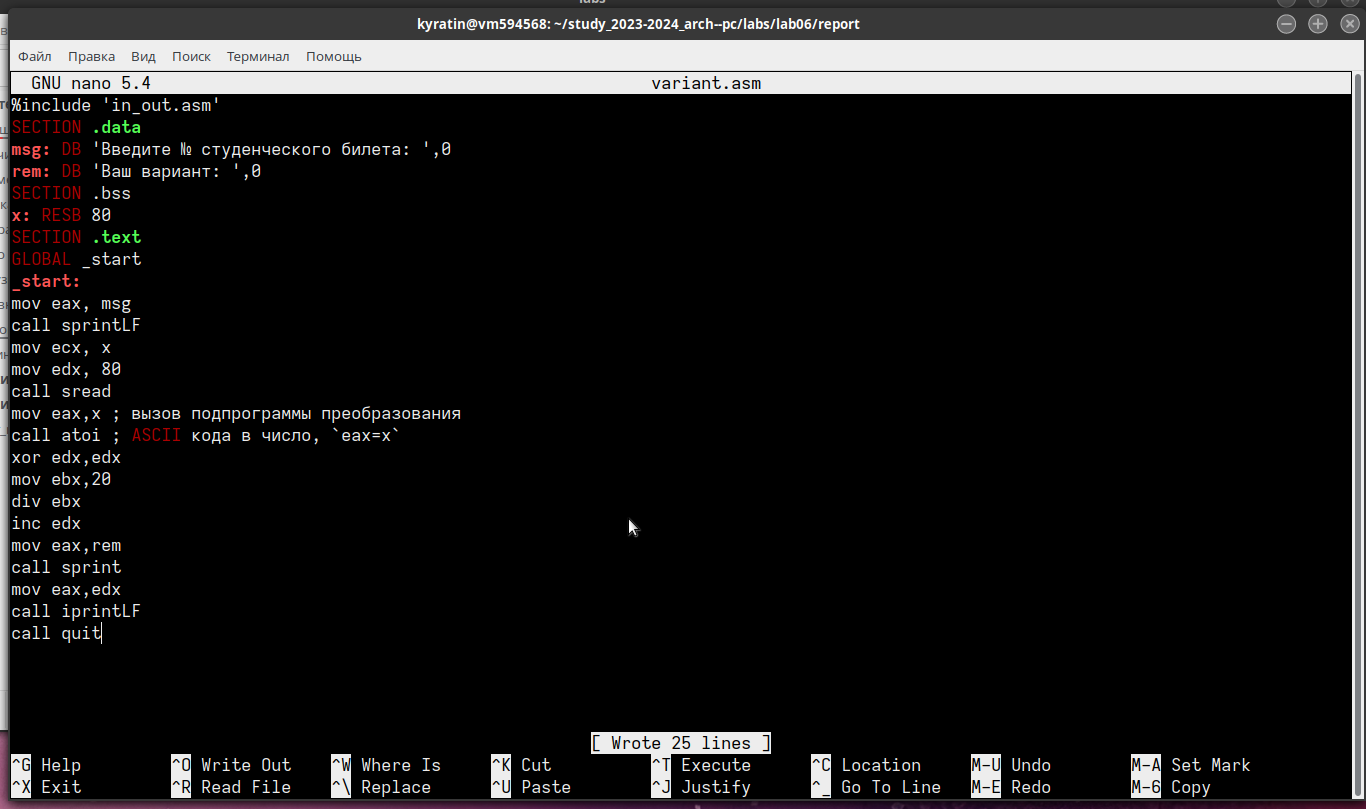 labs
kyratin@vm594568: ~/study_2023-2024_arch--pc/labs/lab06/report
Файл Правка Вид Поиск Терминал Помощь
GNU nano 5.4 variant.asm
%include 'in_out.asm'
SECTION .data
msg: DB 'Введите № студенческого билета: ',0
rem: DB 'Ваш вариант: ',0
SECTION .bss
x: RESB 80
SECTION .text
GLOBAL _start
_start:
mov eax, msg
call sprintLF
mov ecx, x
mov edx, 80
call sread
mov eax,x ; вызов подпрограммы преобразования
call atoi ; ASCII кода в число, `eax=x`
xor edx,edx
mov ebx,20
div ebx
inc edx
mov eax,rem
call sprint
mov eax,edx
call iprintLF
call quit
[ Wrote 25 lines ]
^G Help ^O Write Out ^W Where Is ^K Cut ^T Execute ^C Location M-U Undo M-A Set Mark
^X Exit ^R Read File ^\ Replace ^U Paste ^J Justify ^_ Go To Line M-E Redo M-6 Copy